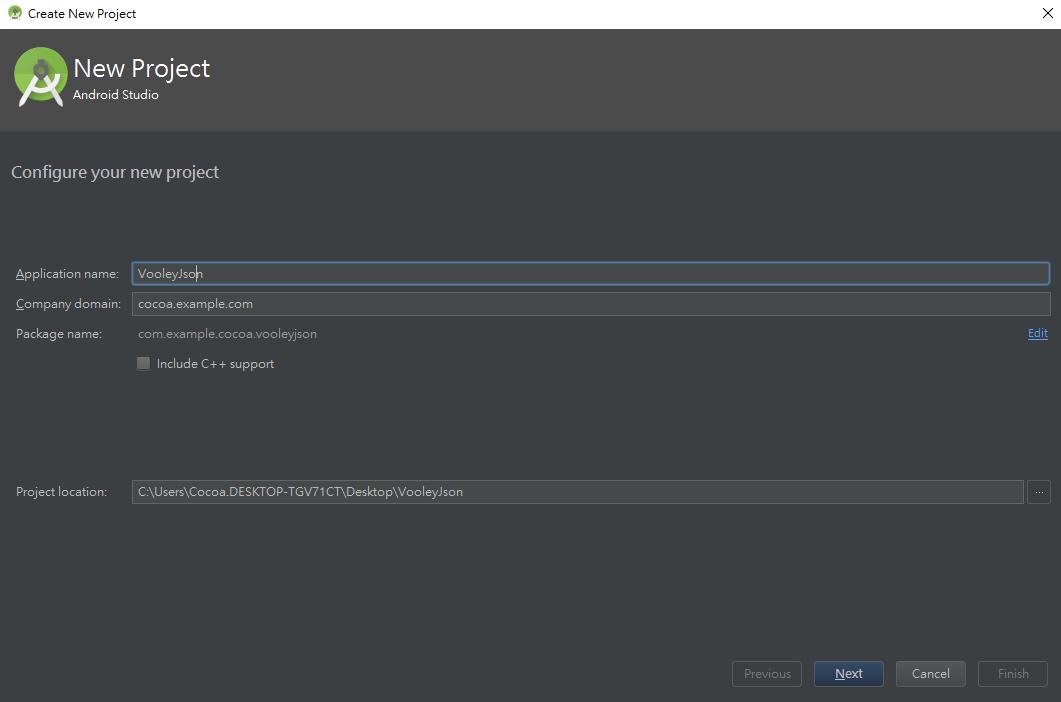 Create New Project
New Project
Android Studio
Configure your new project
Application name: VooleyJson
Company domain: cocoa.example.com
Package name: com.example.cocoa.vooleyjson Edit
Include C++ support
Project location: C:\Users\Cocoa.DESKTOP-TGV71CT\Desktop\VooleyJson ...
Previous Next Cancel Finish